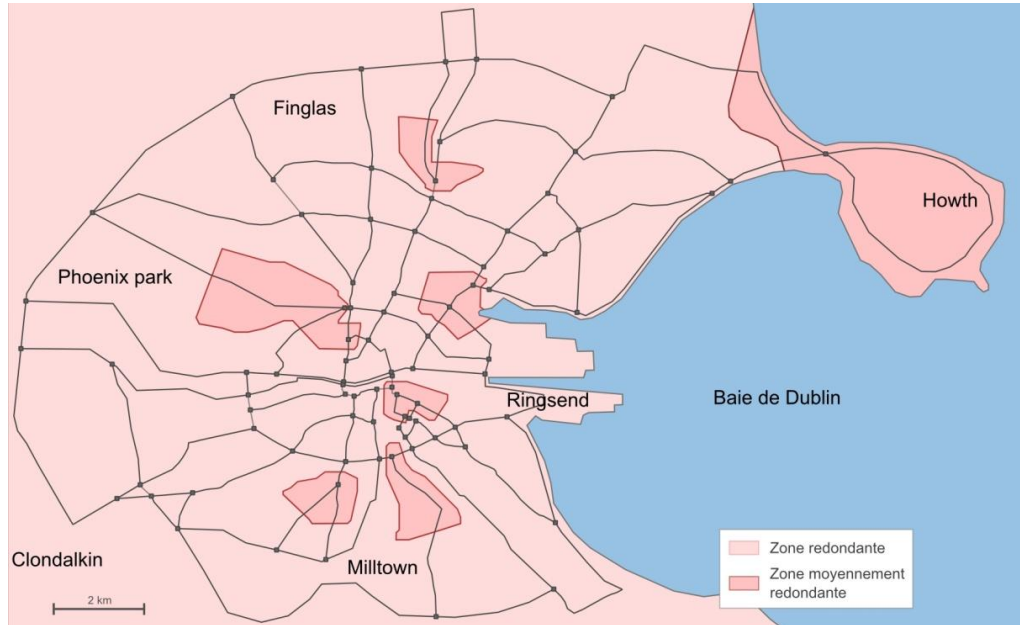 Finglas
Howth
Phoenix park
Ringsend
Baie de Dublin
Clondalkin
Milltown
2 km
Zone redondante
Zone moyennement
redondante